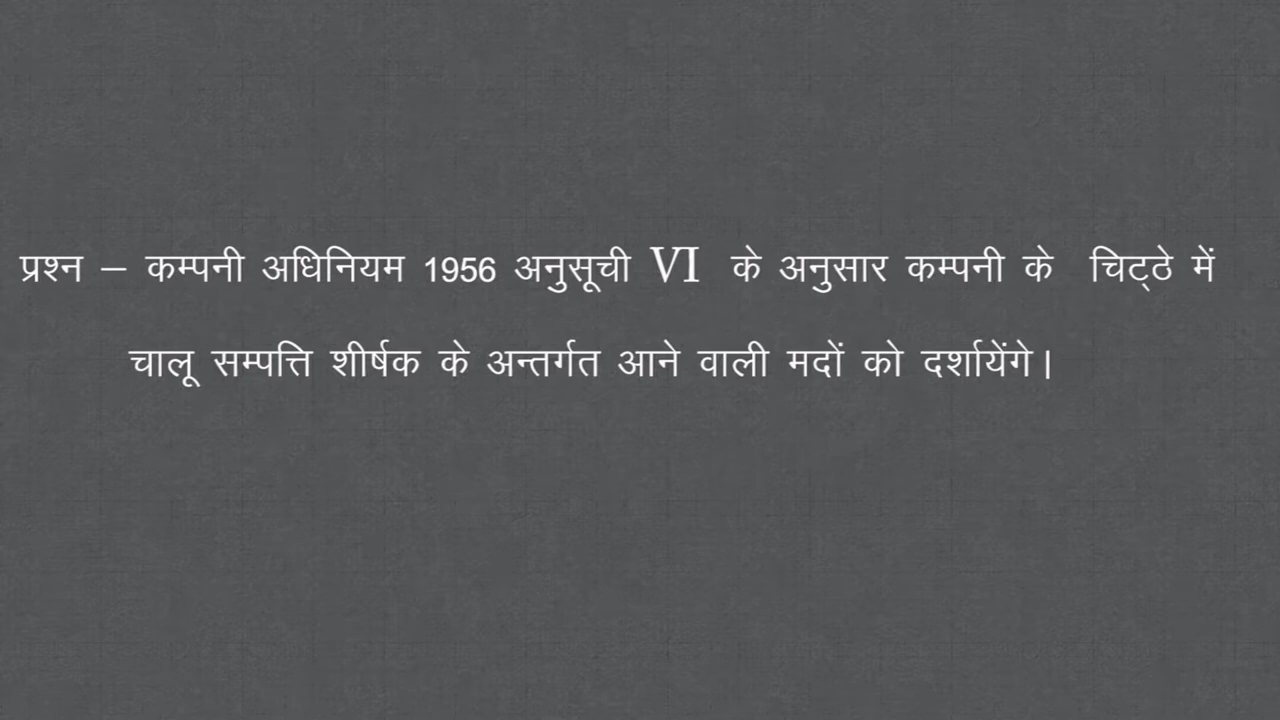 प्रश्न – कम्पनी अधिनियम 1956 अनुसूची VI के अनुसार कम्पनी के चिट्ठे में
चालू सम्पत्ति शीर्षक के अन्तर्गत आने वाली मदों को दर्शायेंगे।